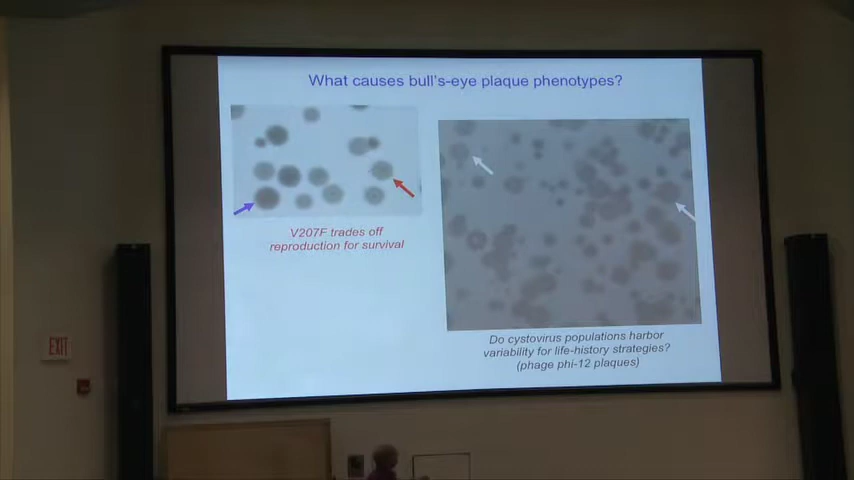 What causes bull's-eye plaque phenotypes?
V207F trades off
reproduction for survival
Do cystovirus populations harbor
variability for life-history strategies?
(phage phi-12 plaques)
EXIT